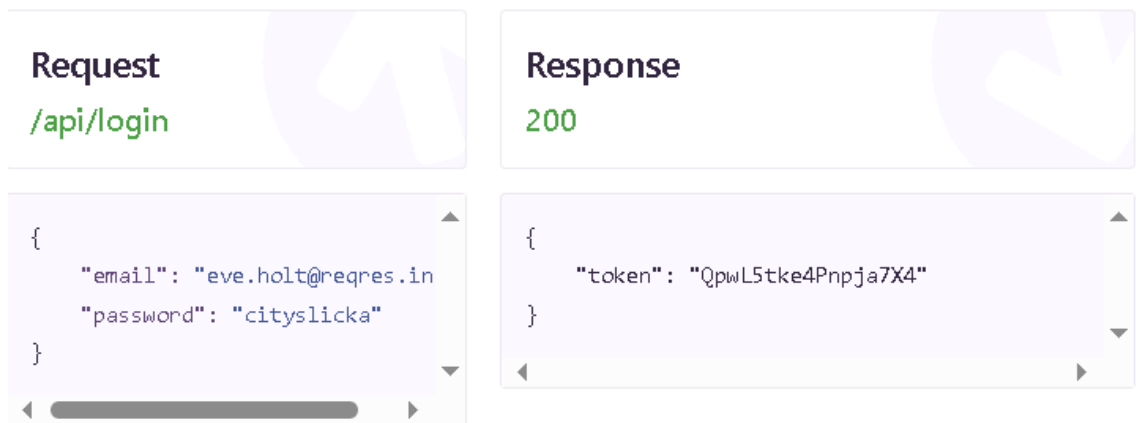 Request
/api/login
{
"email": "eve.holt@reqres.in
"password": "cityslicka"
}
Response
200
{
"token": "QpwL5tke4Pnpja7X4"
}